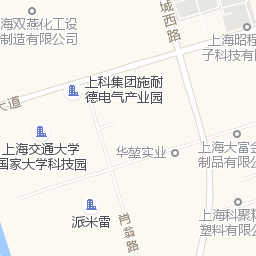 海双燕化工设
制造有限公司
城西路
上海昭程
子科技有限
上科集团施耐
德电气产业园
大道
上海交通大学
国家大学科技园
华堃实业
上海大富
制品有限公
派米雷
肖翁路
上海科聚
塑料有限公